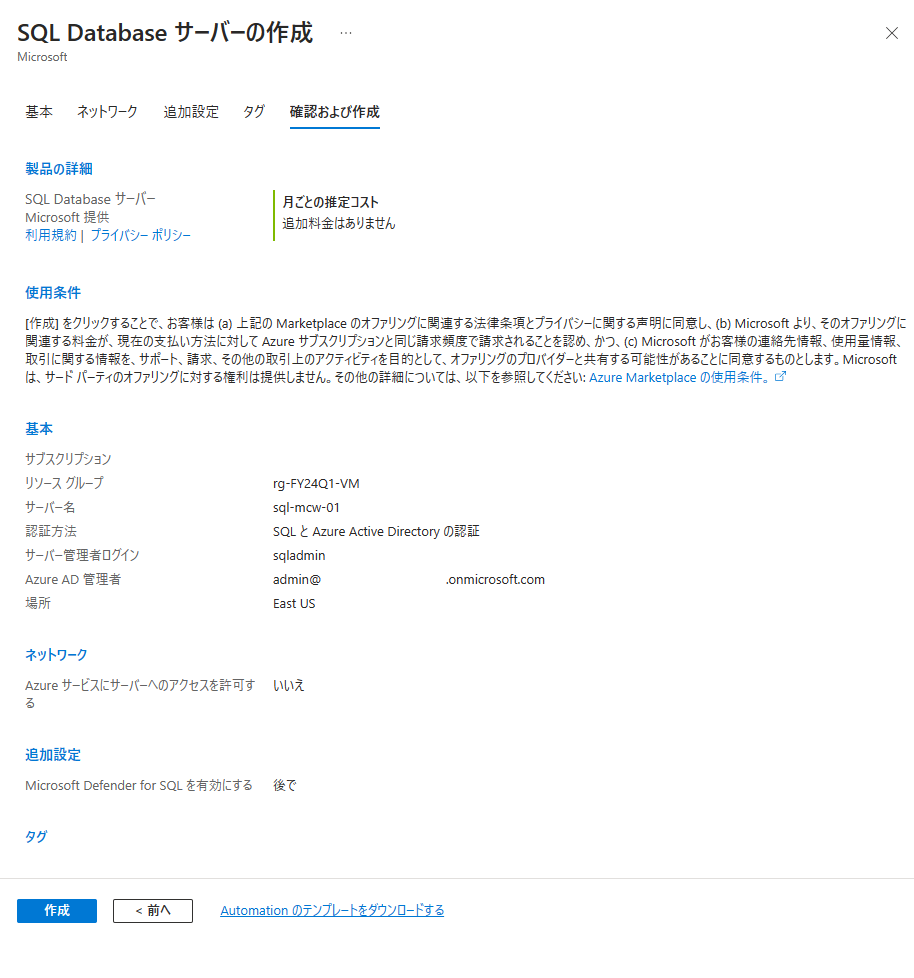 SQL Database サーバーの作成 …
Microsoft
基本 ネットワーク 追加設定 タグ 確認および作成
製品の詳細
SQL Database サーバー
Microsoft 提供
利用規約 | プライバシー ポリシー
月ごとの推定コスト
追加料金はありません
使用条件
[作成] をクリックすることで、お客様は (a) 上記の Marketplace のオファリングに関連する法律条項とプライバシーに関する声明に同意し、(b) Microsoft より、そのオファリングに
関連する料金が、現在の支払い方法に対して Azure サブスクリプションと同じ請求頻度で請求されることを認め、かつ、(c) Microsoft がお客様の連絡先情報、使用量情報、
取引に関する情報を、サポート、請求、その他の取引上のアクティビティを目的として、オファリングのプロバイダーと共有する可能性があることに同意するものとします。Microsoft
は、サード パーティのオファリングに対する権利は提供しません。その他の詳細については、以下を参照してください: Azure Marketplace の使用条件。
基本
サブスクリプション
リソース グループ rg-FY24Q1-VM
サーバー名 sql-mcw-01
認証方法 SQL と Azure Active Directory の認証
サーバー管理者ログイン sqladmin
Azure AD 管理者 admin@ .onmicrosoft.com
場所 East US
ネットワーク
Azure サービスにサーバーへのアクセスを許可す いいえ
る
追加設定
Microsoft Defender for SQL を有効にする 後で
タグ
作成 < 前へ Automation のテンプレートをダウンロードする